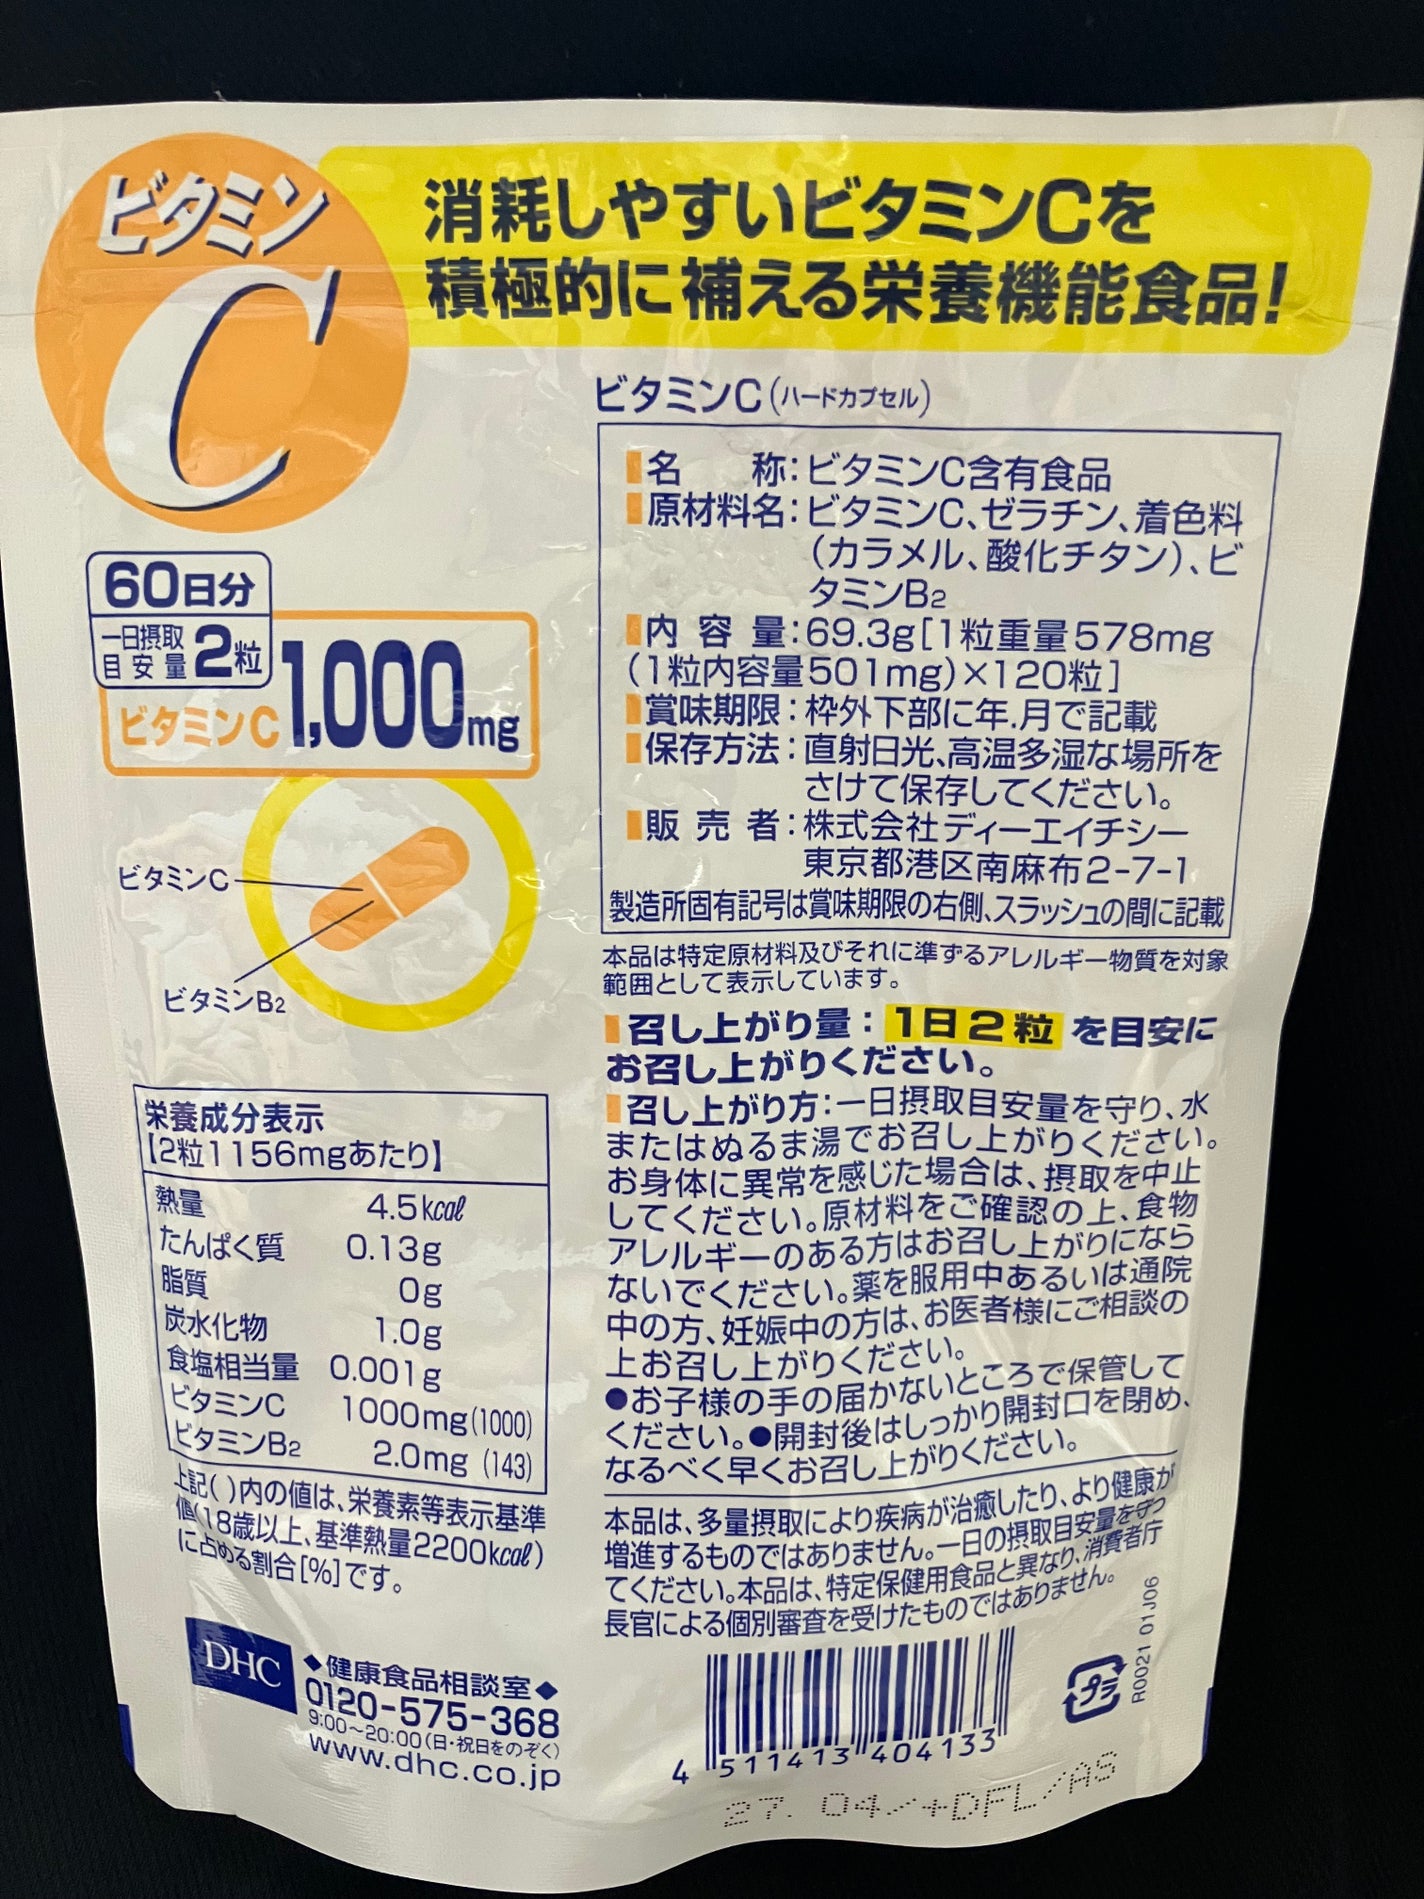 ビタミン
C
消耗しやすいビタミンCを
積極的に補える栄養機能食品!
60日分
一日摂取
目安量 2粒
ビタミンC 1,000mg
ビタミンC
ビタミンB2
栄養成分表示
【2粒1156mgあたり】
熱量 4.5kcal
たんぱく質 0.13g
脂質 0g
炭水化物 1.0g
食塩相当量 0.001g
ビタミンC 1000mg(1000)
ビタミンB2 2.0mg (143)
上記( )内の値は、栄養素等表示基準
値(18歳以上、基準熱量2200kcal)
に占める割合[%]です。
DHC
◆健康食品相談室◆
0120-575-368
9:00~20:00(日・祝日をのぞく)
www.dhc.co.jp
ビタミンC(ハードカプセル)
名 称:ビタミンC含有食品
原材料名:ビタミンC、ゼラチン、着色料
(カラメル、酸化チタン)、ビ
タミンB2
内容量:69.3g[1粒重量578mg
(1粒内容量501mg)×120粒]
賞味期限:枠外下部に年.月で記載
保存方法:直射日光、高温多湿な場所を
さけて保存してください。
販売者:株式会社ディーエイチシー
東京都港区南麻布2-7-1
製造所固有記号は賞味期限の右側、スラッシュの間に記載
本品は特定原材料及びそれに準ずるアレルギー物質を対象
範囲として表示しています。
召し上がり量:1日2粒を目安に
お召し上がりください。
召し上がり方:一日摂取目安量を守り、水
またはぬるま湯でお召し上がりください。
お身体に異常を感じた場合は、摂取を中止
してください。原材料をご確認の上、食物
アレルギーのある方はお召し上がりになら
ないでください。薬を服用中あるいは通院
中の方、妊娠中の方は、お医者様にご相談の
上お召し上がりください。
●お子様の手の届かないところで保管して
ください。●開封後はしっかり開封口を閉め、
なるべく早くお召し上がりください。
本品は、多量摂取により疾病が治癒したり、より健康が
増進するものではありません。一日の摂取目安量を守っ
てください。本品は、特定保健用食品と異なり、消費者庁
長官による個別審査を受けたものではありません。
4 511413 404133
プラ
R0021 01J06
27. 04/+DFL/AS